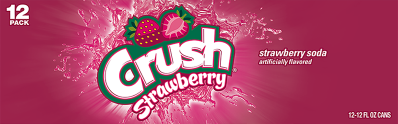 12
PACK
Crush
Strawberry
strawberry soda
artificially flavored
12-12 FL OZ CANS